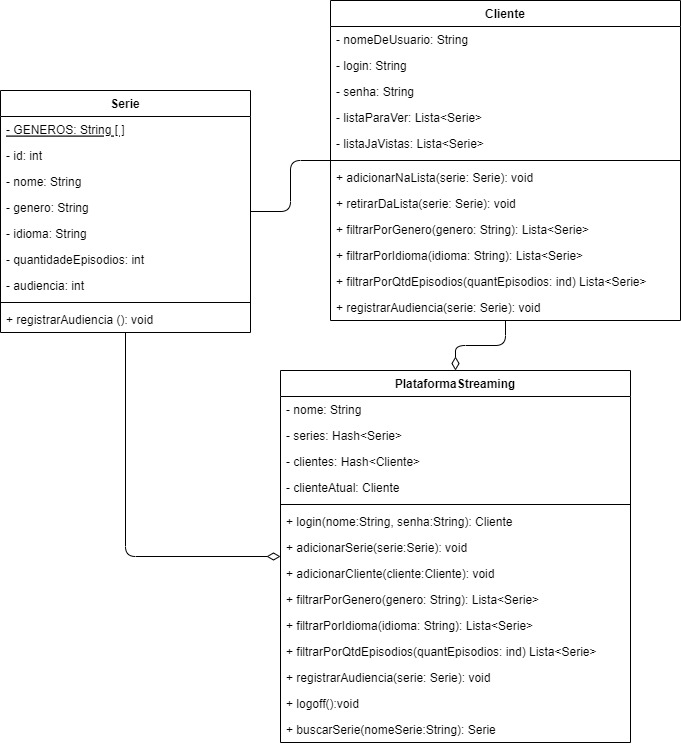 Cliente
- nomeDeUsuario: String
- login: String
- senha: String
- listaParaVer: Lista<Serie>
- listaJaVistas: Lista<Serie>
+ adicionarNaLista(serie: Serie): void
+ retirarDaLista(serie: Serie): void
+ filtrarPorGenero(genero: String): Lista<Serie>
+ filtrarPorIdioma(idioma: String): Lista<Serie>
+ filtrarPorQtdEpisodios(quantEpisodios: ind) Lista<Serie>
+ registrarAudiencia(serie: Serie): void
Serie
- GENEROS: String [ ]
- id: int
- nome: String
- genero: String
- idioma: String
- quantidadeEpisodios: int
- audiencia: int
+ registrarAudiencia (): void
PlataformaStreaming
- nome: String
- series: Hash<Serie>
- clientes: Hash<Cliente>
- clienteAtual: Cliente
+ login(nome:String, senha:String): Cliente
+ adicionarSerie(serie:Serie): void
+ adicionarCliente(cliente:Cliente): void
+ filtrarPorGenero(genero: String): Lista<Serie>
+ filtrarPorIdioma(idioma: String): Lista<Serie>
+ filtrarPorQtdEpisodios(quantEpisodios: ind) Lista<Serie>
+ registrarAudiencia(serie: Serie): void
+ logoff():void
+ buscarSerie(nomeSerie:String): Serie